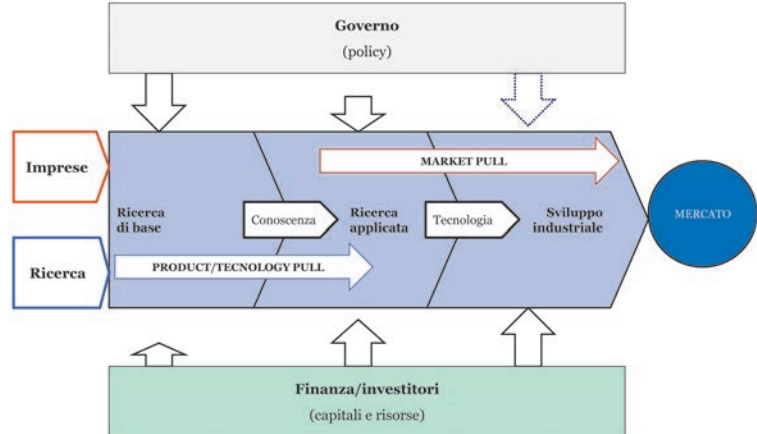 Governo
(policy)
Imprese
MARKET PULL
Ricerca
di base
Conoscenza
Ricerca
applicata
Tecnologia
Sviluppo
industriale
MERCATO
Ricerca
PRODUCT/TECNOLOGY PULL
Finanza/investitori
(capitali e risorse)